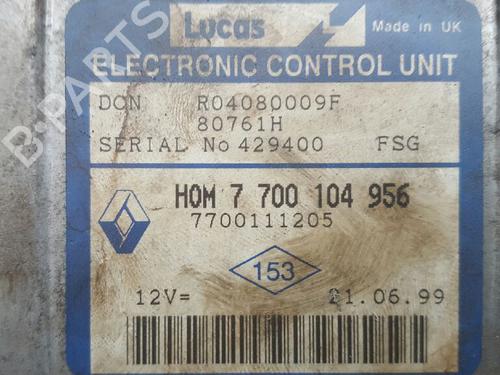 Lucas
Made in UK
ELECTRONIC CONTROL UNIT
DCN R04080009F
80761H
SERIAL No 429400 FSG
HOM 7 700 104 956
7700111205
153
12V= 21.06.99
B-PARTS